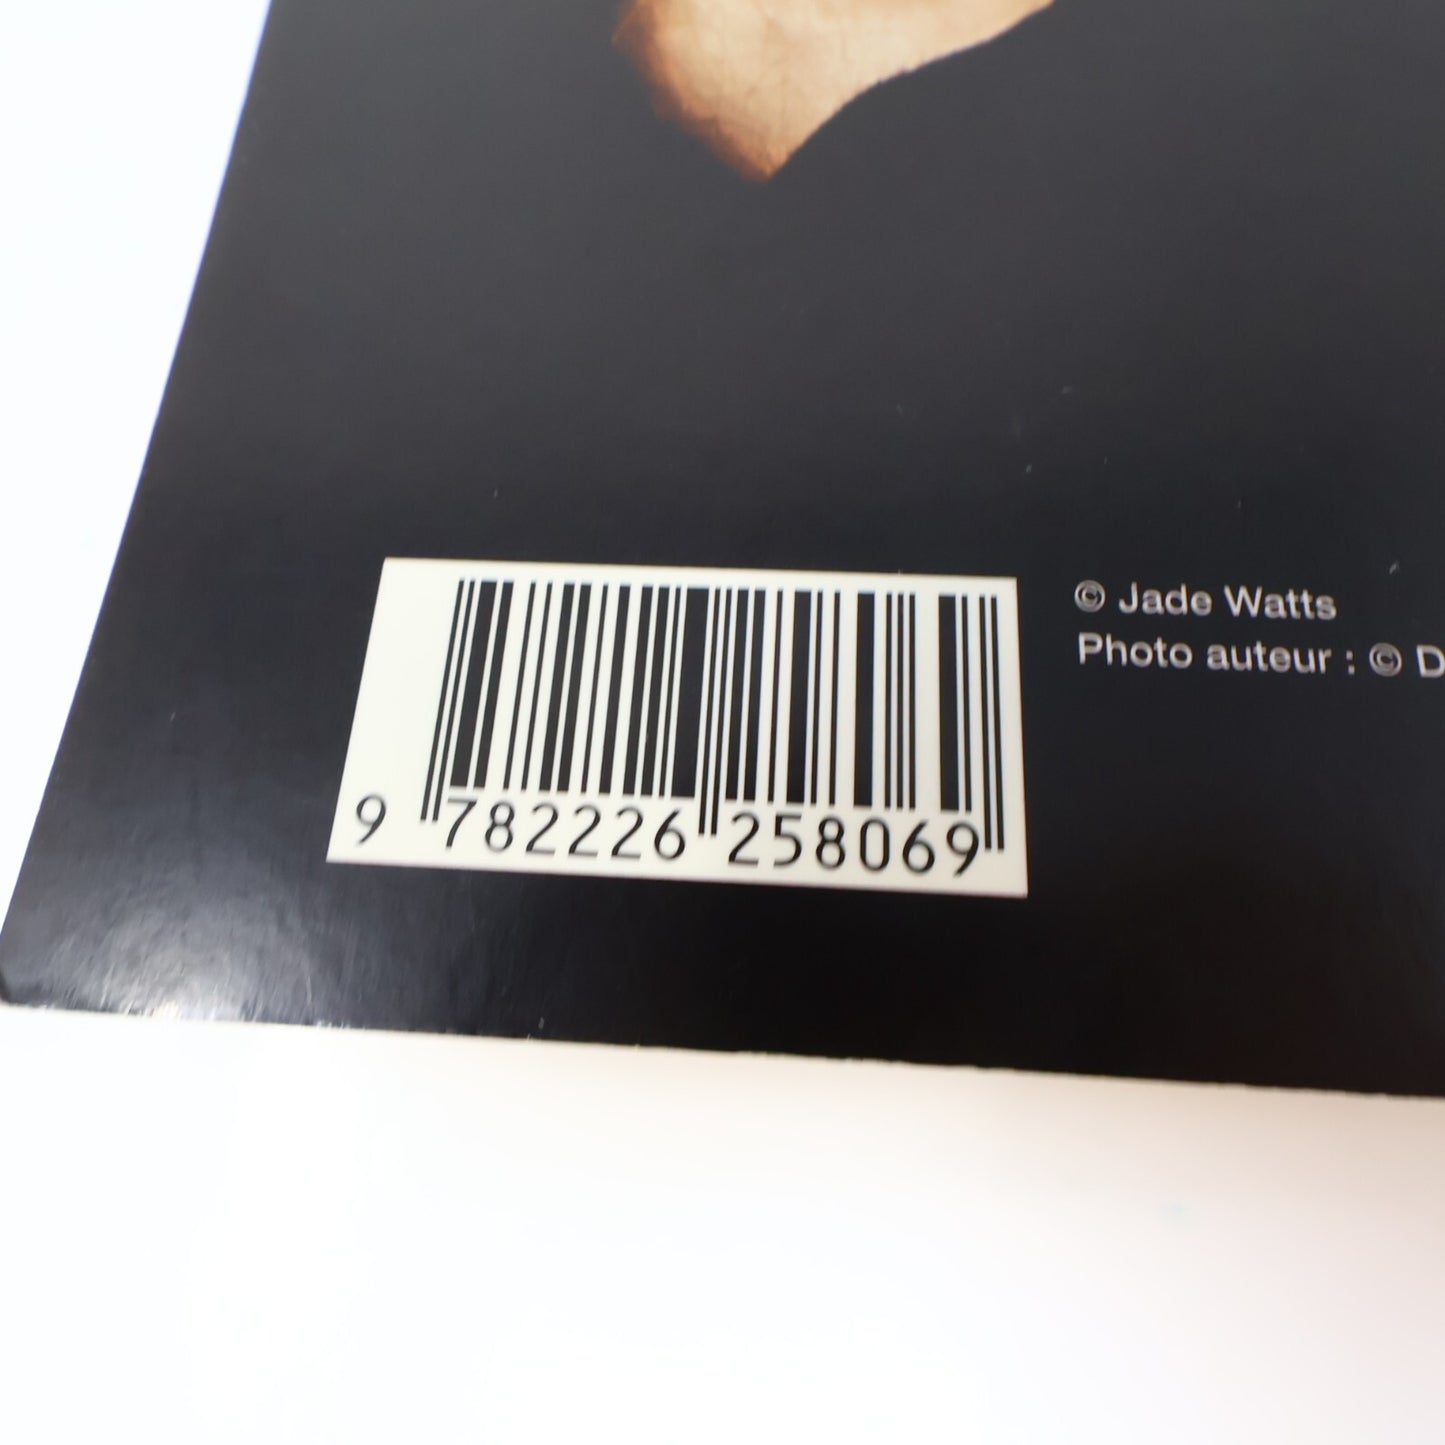 © Jade Watts
Photo auteur : © D
9 782226 258069